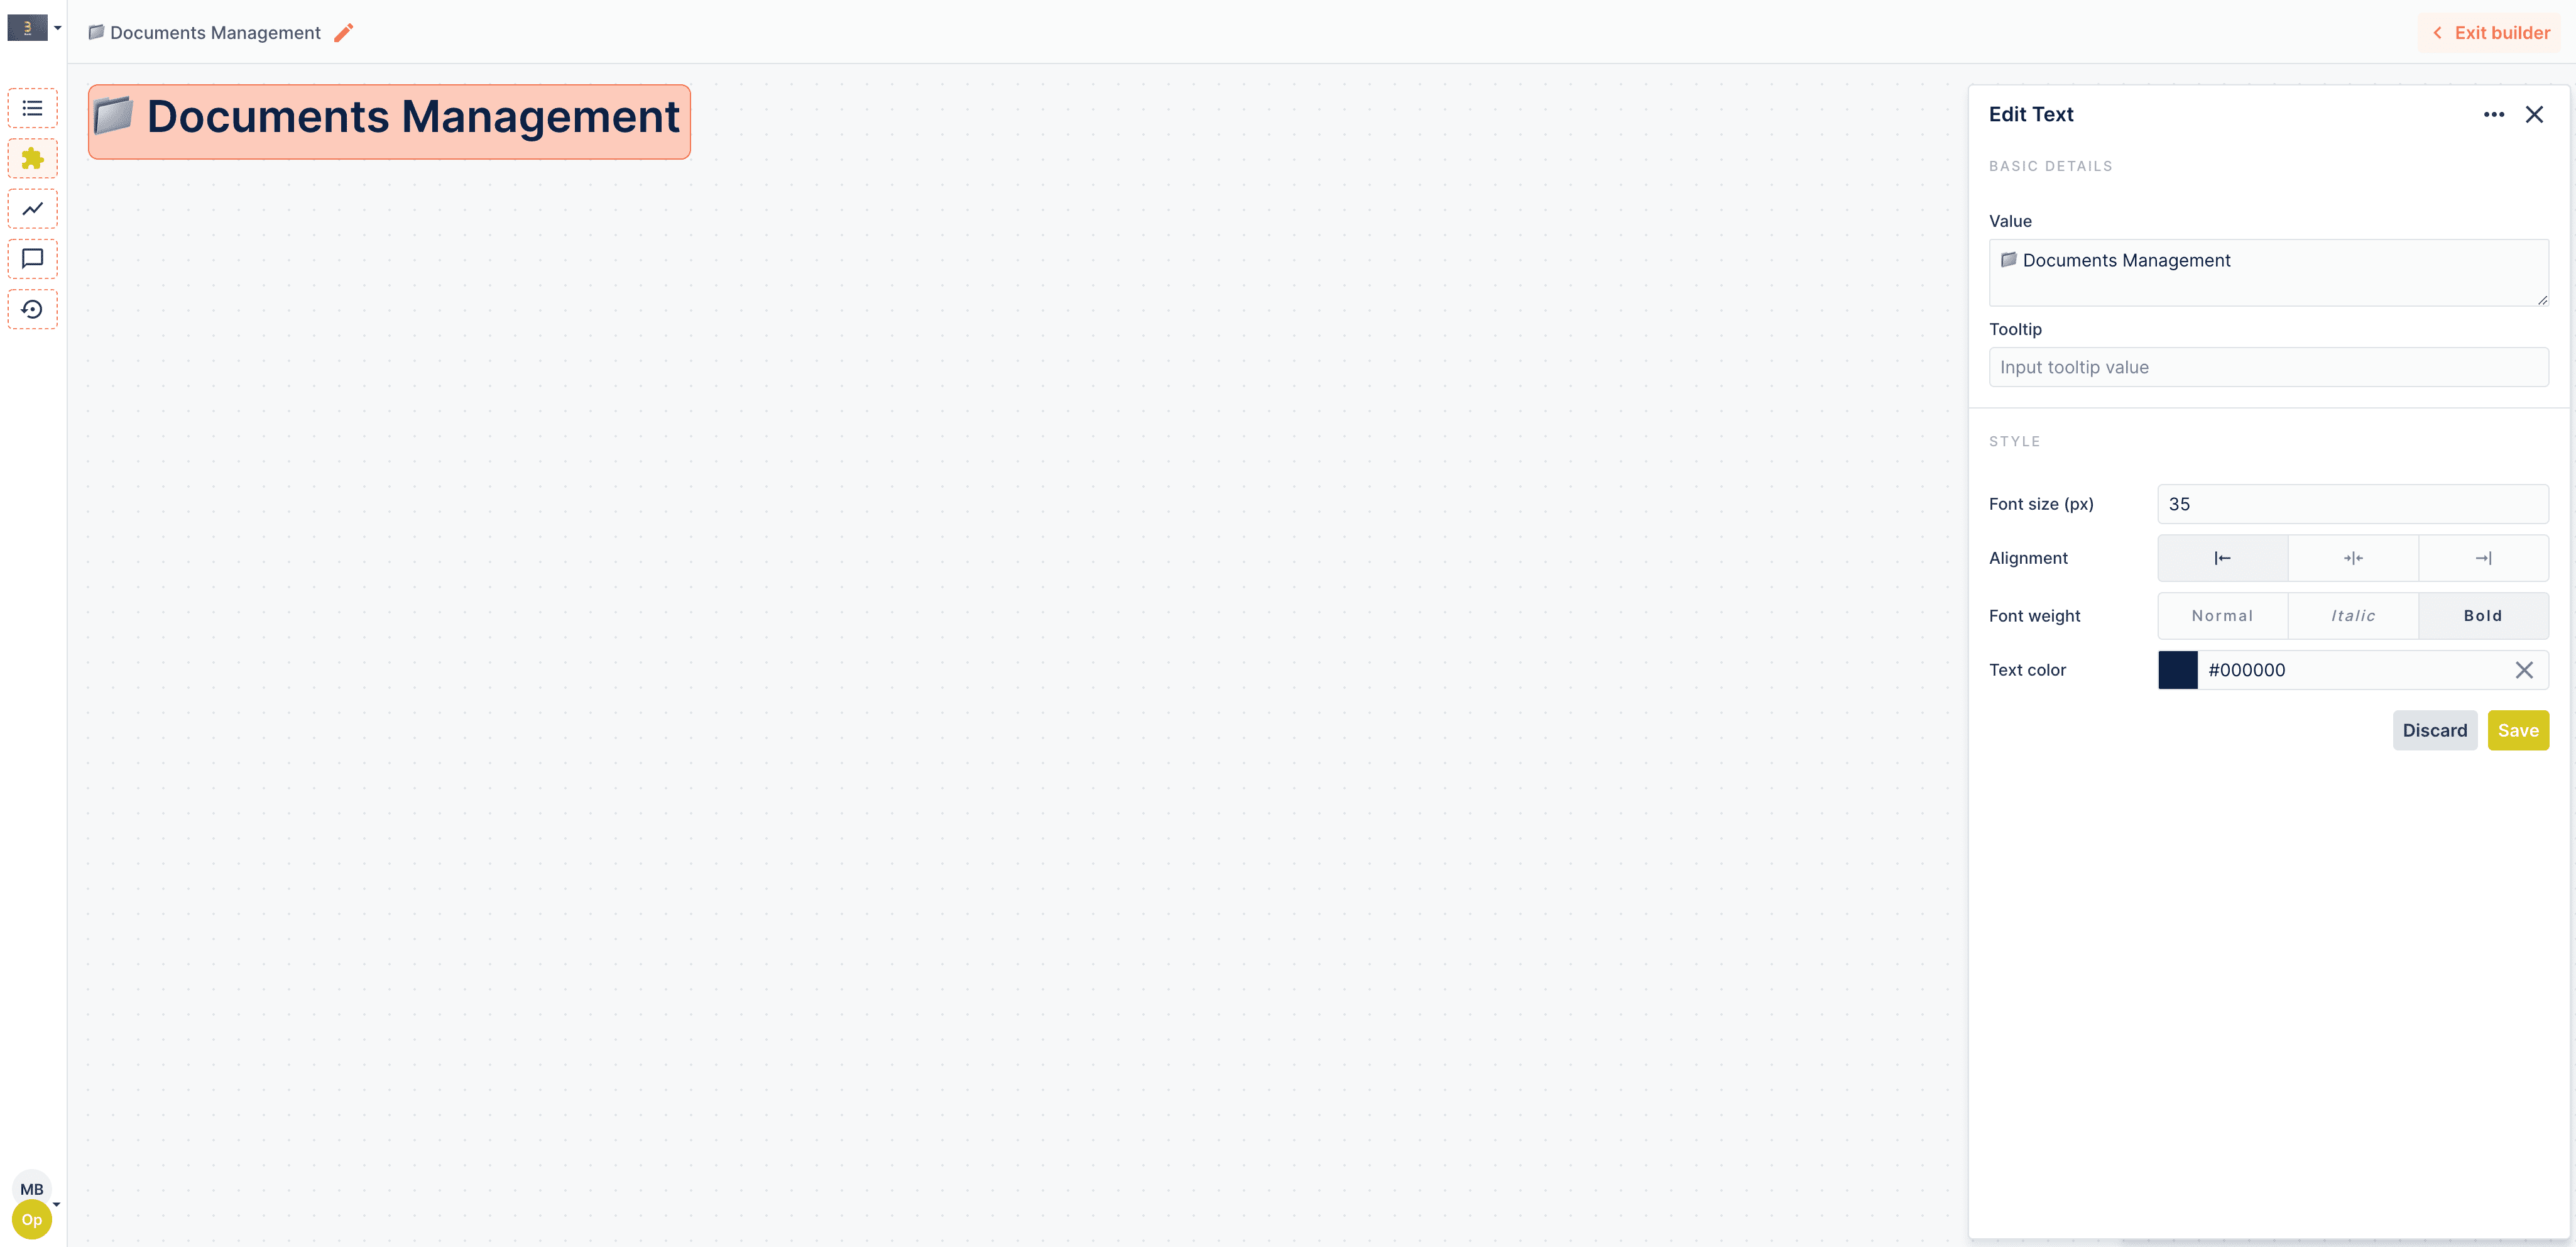 Documents Management
Exit builder
Documents Management
Edit Text
BASIC DETAILS
Value
Documents Management
Tooltip
Input tooltip value
STYLE
Font size (px)
35
Alignment
Font weight
Normal
Italic
Bold
Text color
#000000
Discard
Save
MB
Op